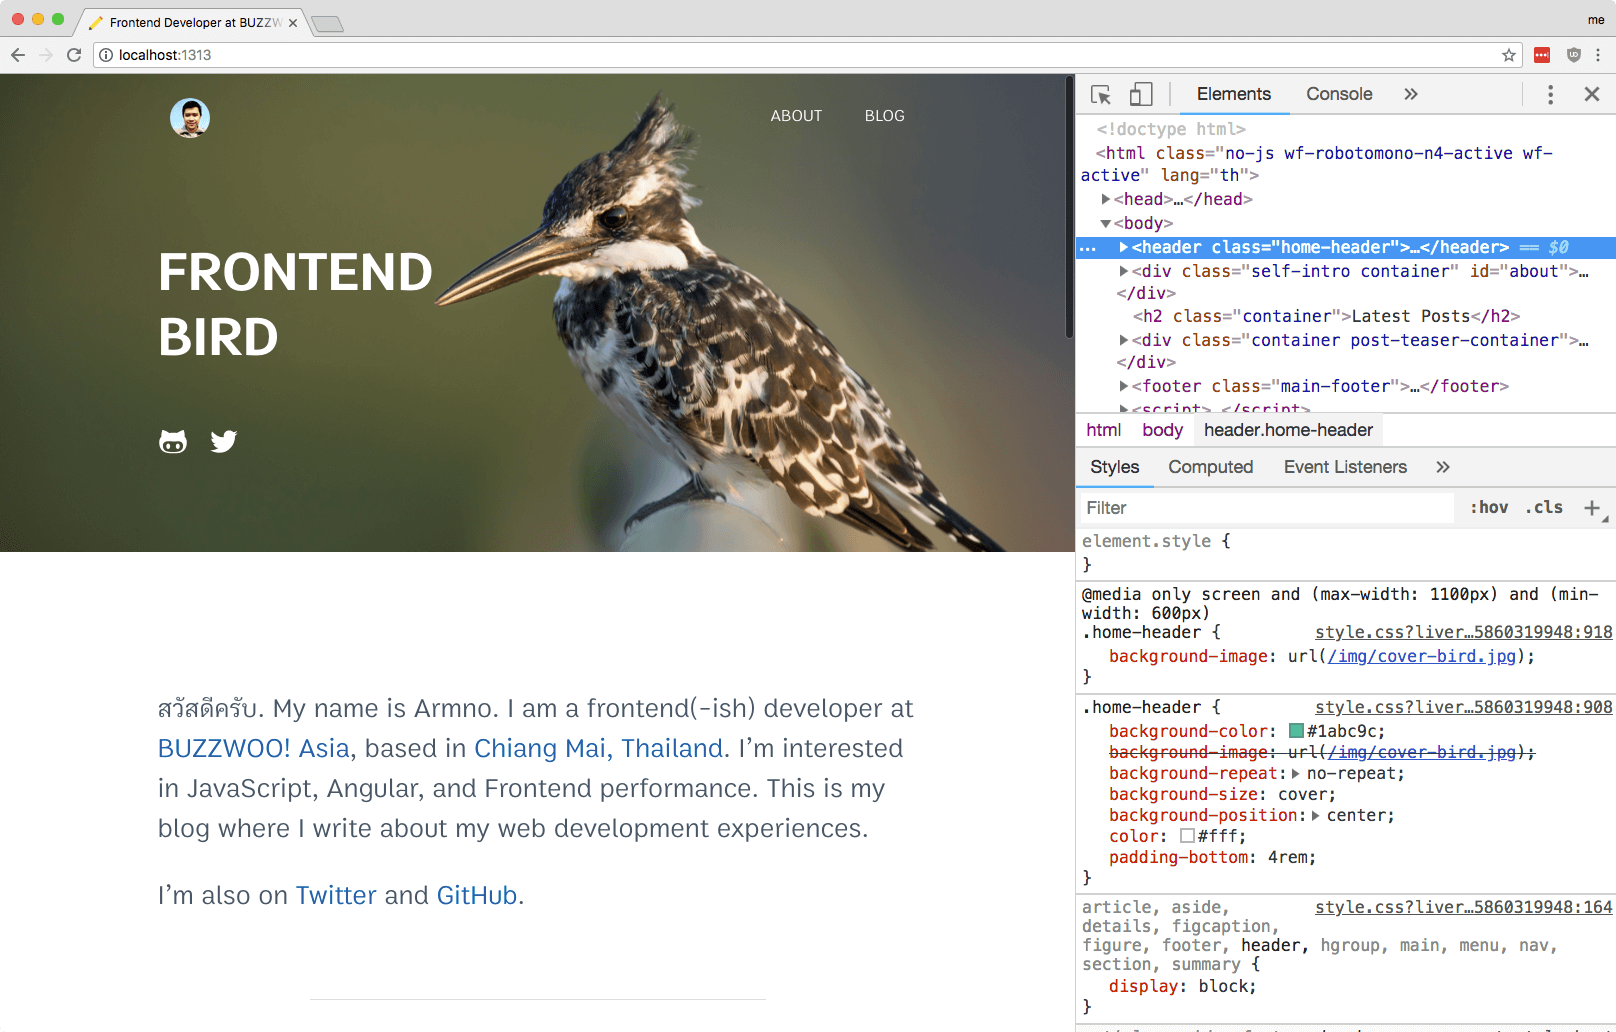 Frontend Developer at BUZZW
me
localhost:1313
ABOUT BLOG
FRONTEND
BIRD
สวัสดีครับ. My name is Armno. I am a frontend(-ish) developer at
BUZZWOO! Asia, based in Chiang Mai, Thailand. I’m interested
in JavaScript, Angular, and Frontend performance. This is my
blog where I write about my web development experiences.
I’m also on Twitter and GitHub.
Elements Console »
<!doctype html>
<html class="no-js wf-robotomono-n4-active wf-
active" lang="th">
<head>…</head>
<body>
… <header class="home-header">…</header> == $0
<div class="self-intro container" id="about">…
</div>
<h2 class="container">Latest Posts</h2>
<div class="container post-teaser-container">…
</div>
<footer class="main-footer">…</footer>
<script> </script>
html body header.home-header
Styles Computed Event Listeners »
Filter :hov .cls +
element.style {
}
@media only screen and (max-width: 1100px) and (min-
width: 600px)
.home-header { style.css?liver…5860319948:918
background-image: url(/img/cover-bird.jpg);
}
.home-header { style.css?liver…5860319948:908
background-color: #1abc9c;
background-image: url(/img/cover-bird.jpg);
background-repeat: no-repeat;
background-size: cover;
background-position: center;
color: #fff;
padding-bottom: 4rem;
}
article, aside, style.css?liver…5860319948:164
details, figcaption,
figure, footer, header, hgroup, main, menu, nav,
section, summary {
display: block;
}